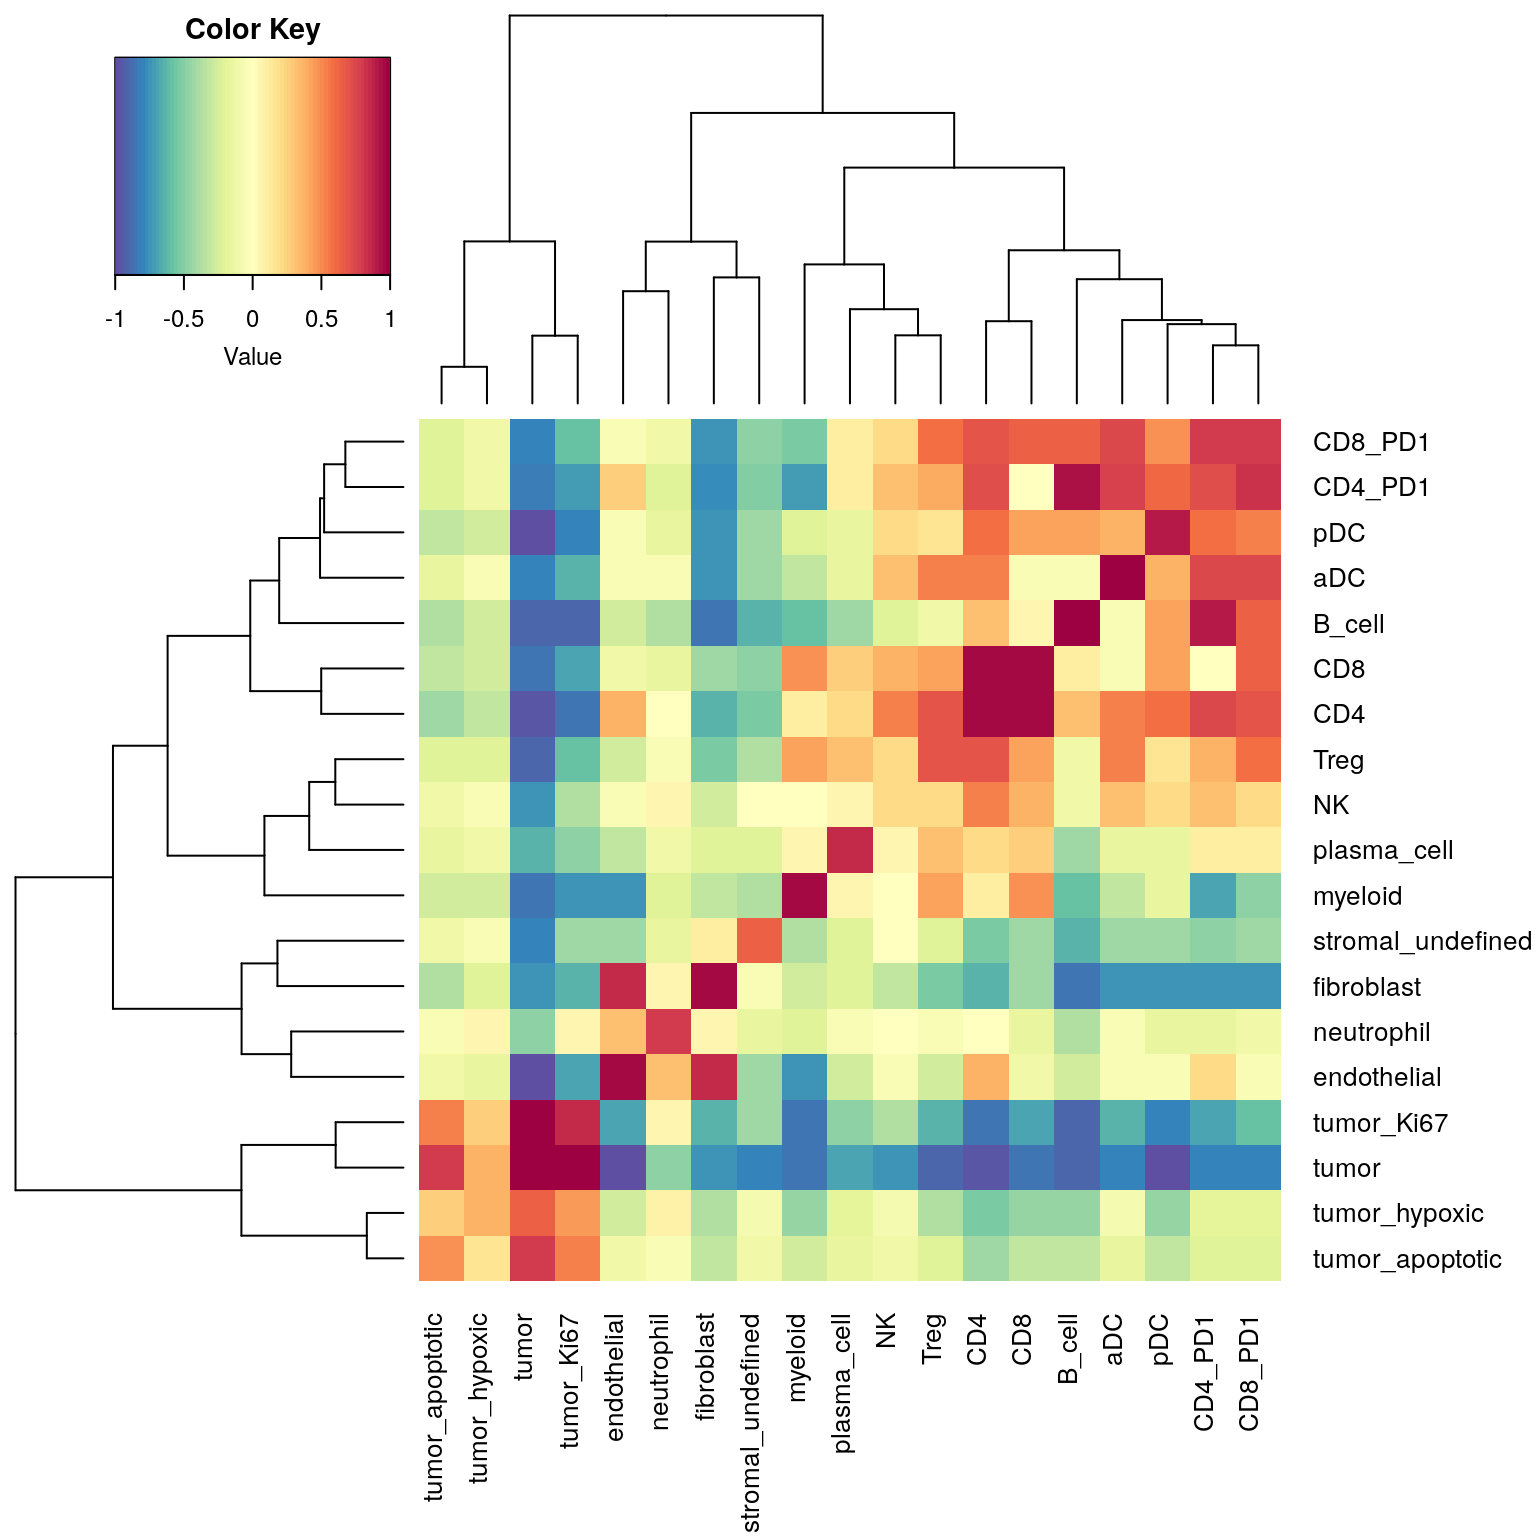 Color Key
-1 -0.5 0 0.5 1
Value
CD8_PD1
CD4_PD1
pDC
aDC
B_cell
CD8
CD4
Treg
NK
plasma_cell
myeloid
stromal_undefined
fibroblast
neutrophil
endothelial
tumor_Ki67
tumor
tumor_hypoxic
tumor_apoptotic
tumor_apoptotic
tumor_hypoxic
tumor
tumor_Ki67
endothelial
neutrophil
fibroblast
stromal_undefined
myeloid
plasma_cell
NK
Treg
CD4
CD8
B_cell
aDC
pDC
CD4_PD1
CD8_PD1